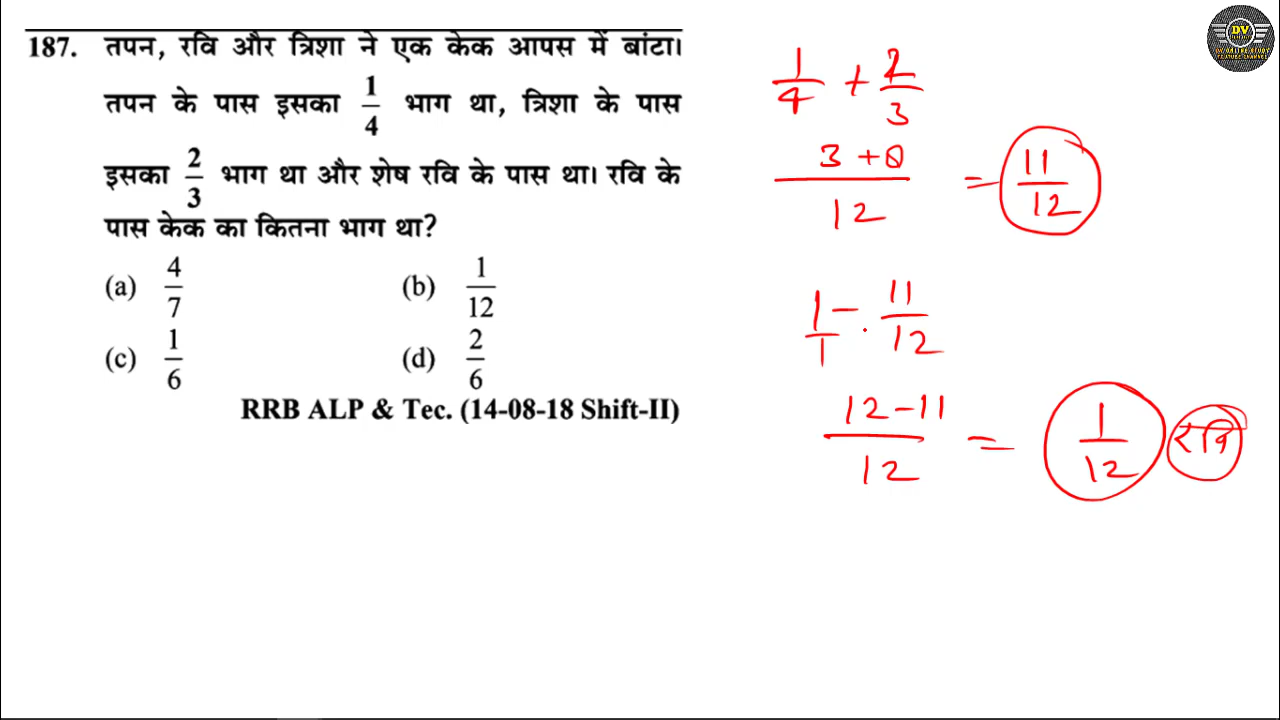 187. तपन, रवि और त्रिशा ने एक केक आपस में बांटा।
तपन के पास इसका 1/4 भाग था, त्रिशा के पास
इसका 2/3 भाग था और शेष रवि के पास था। रवि के
पास केक का कितना भाग था?
(a) 4/7 (b) 1/12
(c) 1/6 (d) 2/6
RRB ALP & Tec. (14-08-18 Shift-II)
1/4 + 2/3
3 + 8 / 12 = 11/12
1/1 - 11/12
12 - 11 / 12 = 1/12 रवि
DV